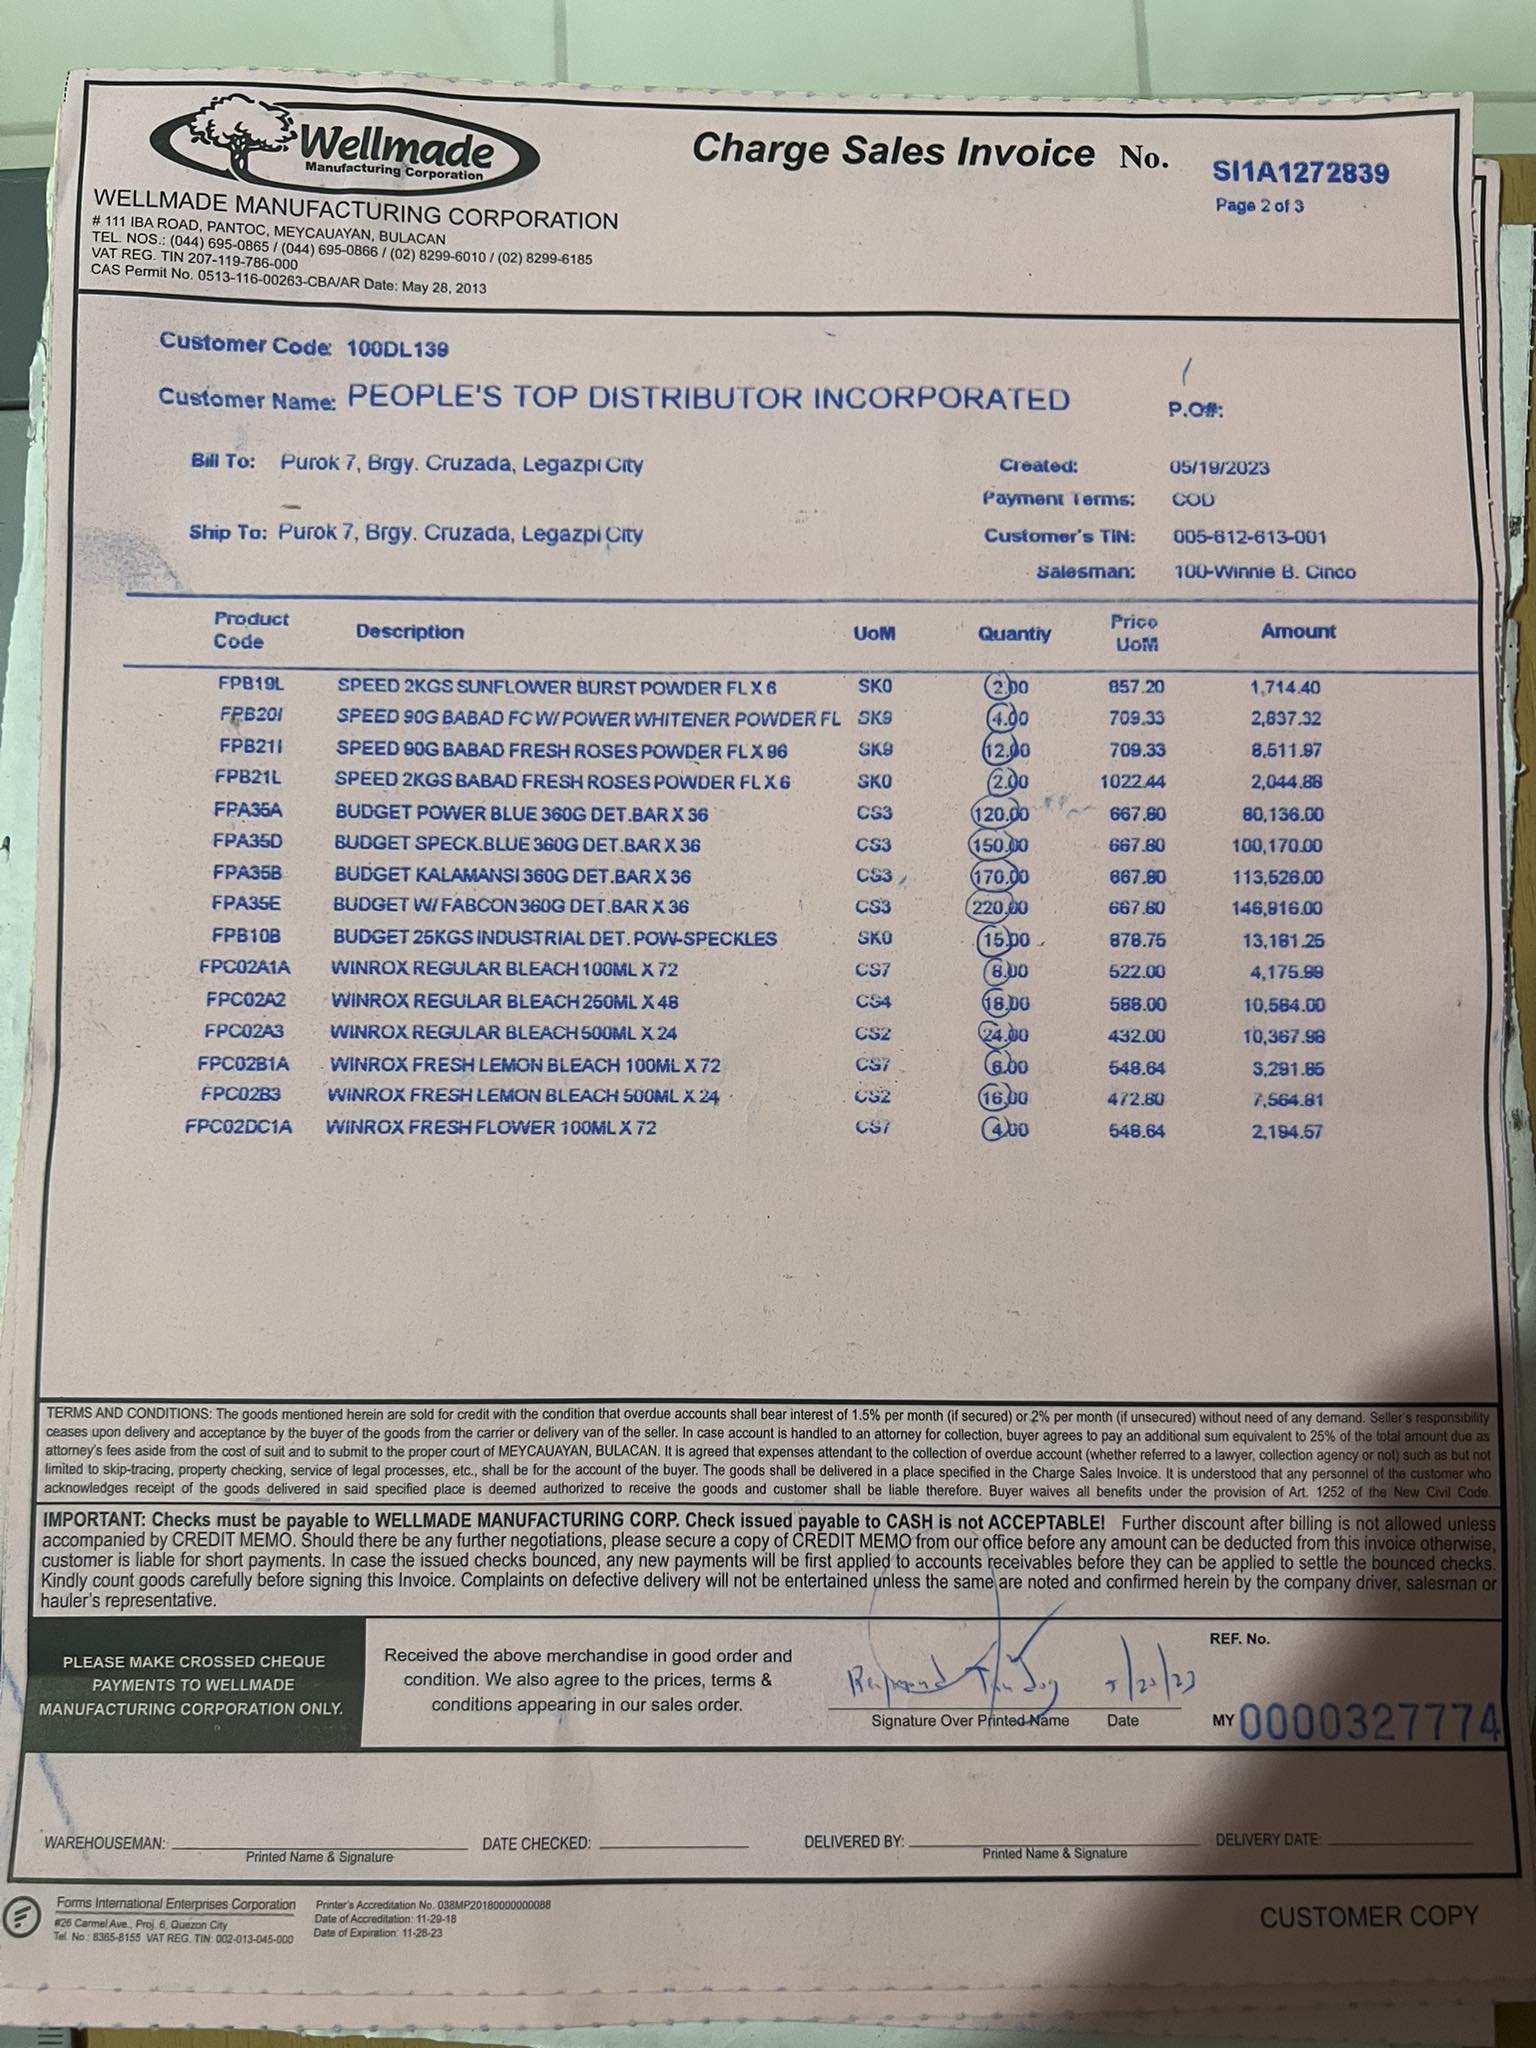 Wellmade
Manufacturing Corporation
Charge Sales Invoice No. SI1A1272839
Page 2 of 3
WELLMADE MANUFACTURING CORPORATION
# 111 IBA ROAD, PANTOC, MEYCAUAYAN, BULACAN
TEL. NOS.: (044) 695-0865 / (044) 695-0866 / (02) 8299-6010 / (02) 8299-6185
VAT REG. TIN 207-119-786-000
CAS Permit No. 0513-116-00263-CBA/AR Date: May 28, 2013
Customer Code: 100DL139
Customer Name: PEOPLE'S TOP DISTRIBUTOR INCORPORATED P.O#:
Bill To: Purok 7, Brgy. Cruzada, Legazpi City Created: 05/19/2023
Payment Terms: COD
Ship To: Purok 7, Brgy. Cruzada, Legazpi City Customer's TIN: 005-612-613-001
Salesman: 100-Winnie B. Cinco
Product Code Description UoM Quantiy Price UoM Amount
FPB19L SPEED 2KGS SUNFLOWER BURST POWDER FL X 6 SK0 2.00 857.20 1,714.40
FPB20I SPEED 90G BABAD FC W/ POWER WHITENER POWDER FL SK9 4.00 709.33 2,837.32
FPB21I SPEED 90G BABAD FRESH ROSES POWDER FL X 96 SK9 12.00 709.33 8,511.97
FPB21L SPEED 2KGS BABAD FRESH ROSES POWDER FL X 6 SK0 2.00 1022.44 2,044.88
FPA35A BUDGET POWER BLUE 360G DET.BAR X 36 CS3 120.00 667.80 80,136.00
FPA35D BUDGET SPECK.BLUE 360G DET.BAR X 36 CS3 150.00 667.80 100,170.00
FPA35B BUDGET KALAMANSI 360G DET.BAR X 36 CS3 170.00 667.80 113,526.00
FPA35E BUDGET W/ FABCON 360G DET.BAR X 36 CS3 220.00 667.80 146,916.00
FPB10B BUDGET 25KGS INDUSTRIAL DET. POW-SPECKLES SK0 15.00 878.75 13,181.25
FPC02A1A WINROX REGULAR BLEACH 100ML X 72 CS7 8.00 522.00 4,175.99
FPC02A2 WINROX REGULAR BLEACH 250ML X 48 CS4 18.00 588.00 10,584.00
FPC02A3 WINROX REGULAR BLEACH 500ML X 24 CS2 24.00 432.00 10,367.98
FPC02B1A WINROX FRESH LEMON BLEACH 100ML X 72 CS7 6.00 548.64 3,291.85
FPC02B3 WINROX FRESH LEMON BLEACH 500ML X 24 CS2 16.00 472.80 7,564.81
FPC02DC1A WINROX FRESH FLOWER 100ML X 72 CS7 4.00 548.64 2,194.57
TERMS AND CONDITIONS: The goods mentioned herein are sold for credit with the condition that overdue accounts shall bear interest of 1.5% per month (if secured) or 2% per month (if unsecured) without need of any demand. Seller's responsibility
ceases upon delivery and acceptance by the buyer of the goods from the carrier or delivery van of the seller. In case account is handled to an attorney for collection, buyer agrees to pay an additional sum equivalent to 25% of the total amount due as
attorney's fees aside from the cost of suit and to submit to the proper court of MEYCAUAYAN, BULACAN. It is agreed that expenses attendant to the collection of overdue account (whether referred to a lawyer, collection agency or not) such as but not
limited to skip-tracing, property checking, service of legal processes, etc., shall be for the account of the buyer. The goods shall be delivered in a place specified in the Charge Sales Invoice. It is understood that any personnel of the customer who
acknowledges receipt of the goods delivered in said specified place is deemed authorized to receive the goods and customer shall be liable therefore. Buyer waives all benefits under the provision of Art. 1252 of the New Civil Code.
IMPORTANT: Checks must be payable to WELLMADE MANUFACTURING CORP. Check issued payable to CASH is not ACCEPTABLE! Further discount after billing is not allowed unless
accompanied by CREDIT MEMO. Should there be any further negotiations, please secure a copy of CREDIT MEMO from our office before any amount can be deducted from this invoice otherwise,
customer is liable for short payments. In case the issued checks bounced, any new payments will be first applied to accounts receivables before they can be applied to settle the bounced checks.
Kindly count goods carefully before signing this Invoice. Complaints on defective delivery will not be entertained unless the same are noted and confirmed herein by the company driver, salesman or
hauler's representative.
PLEASE MAKE CROSSED CHEQUE
PAYMENTS TO WELLMADE
MANUFACTURING CORPORATION ONLY.
Received the above merchandise in good order and
condition. We also agree to the prices, terms &
conditions appearing in our sales order.
Signature Over Printed Name Date
REF. No.
MY 0000327774
WAREHOUSEMAN: DATE CHECKED: DELIVERED BY: DELIVERY DATE:
Printed Name & Signature Printed Name & Signature
Forms International Enterprises Corporation
#26 Carmel Ave., Proj. 6, Quezon City
Tel. No.: 8365-8155 VAT REG. TIN: 002-013-045-000
Printer's Accreditation No. 038MP20180000000088
Date of Accreditation: 11-29-18
Date of Expiration: 11-28-23
CUSTOMER COPY